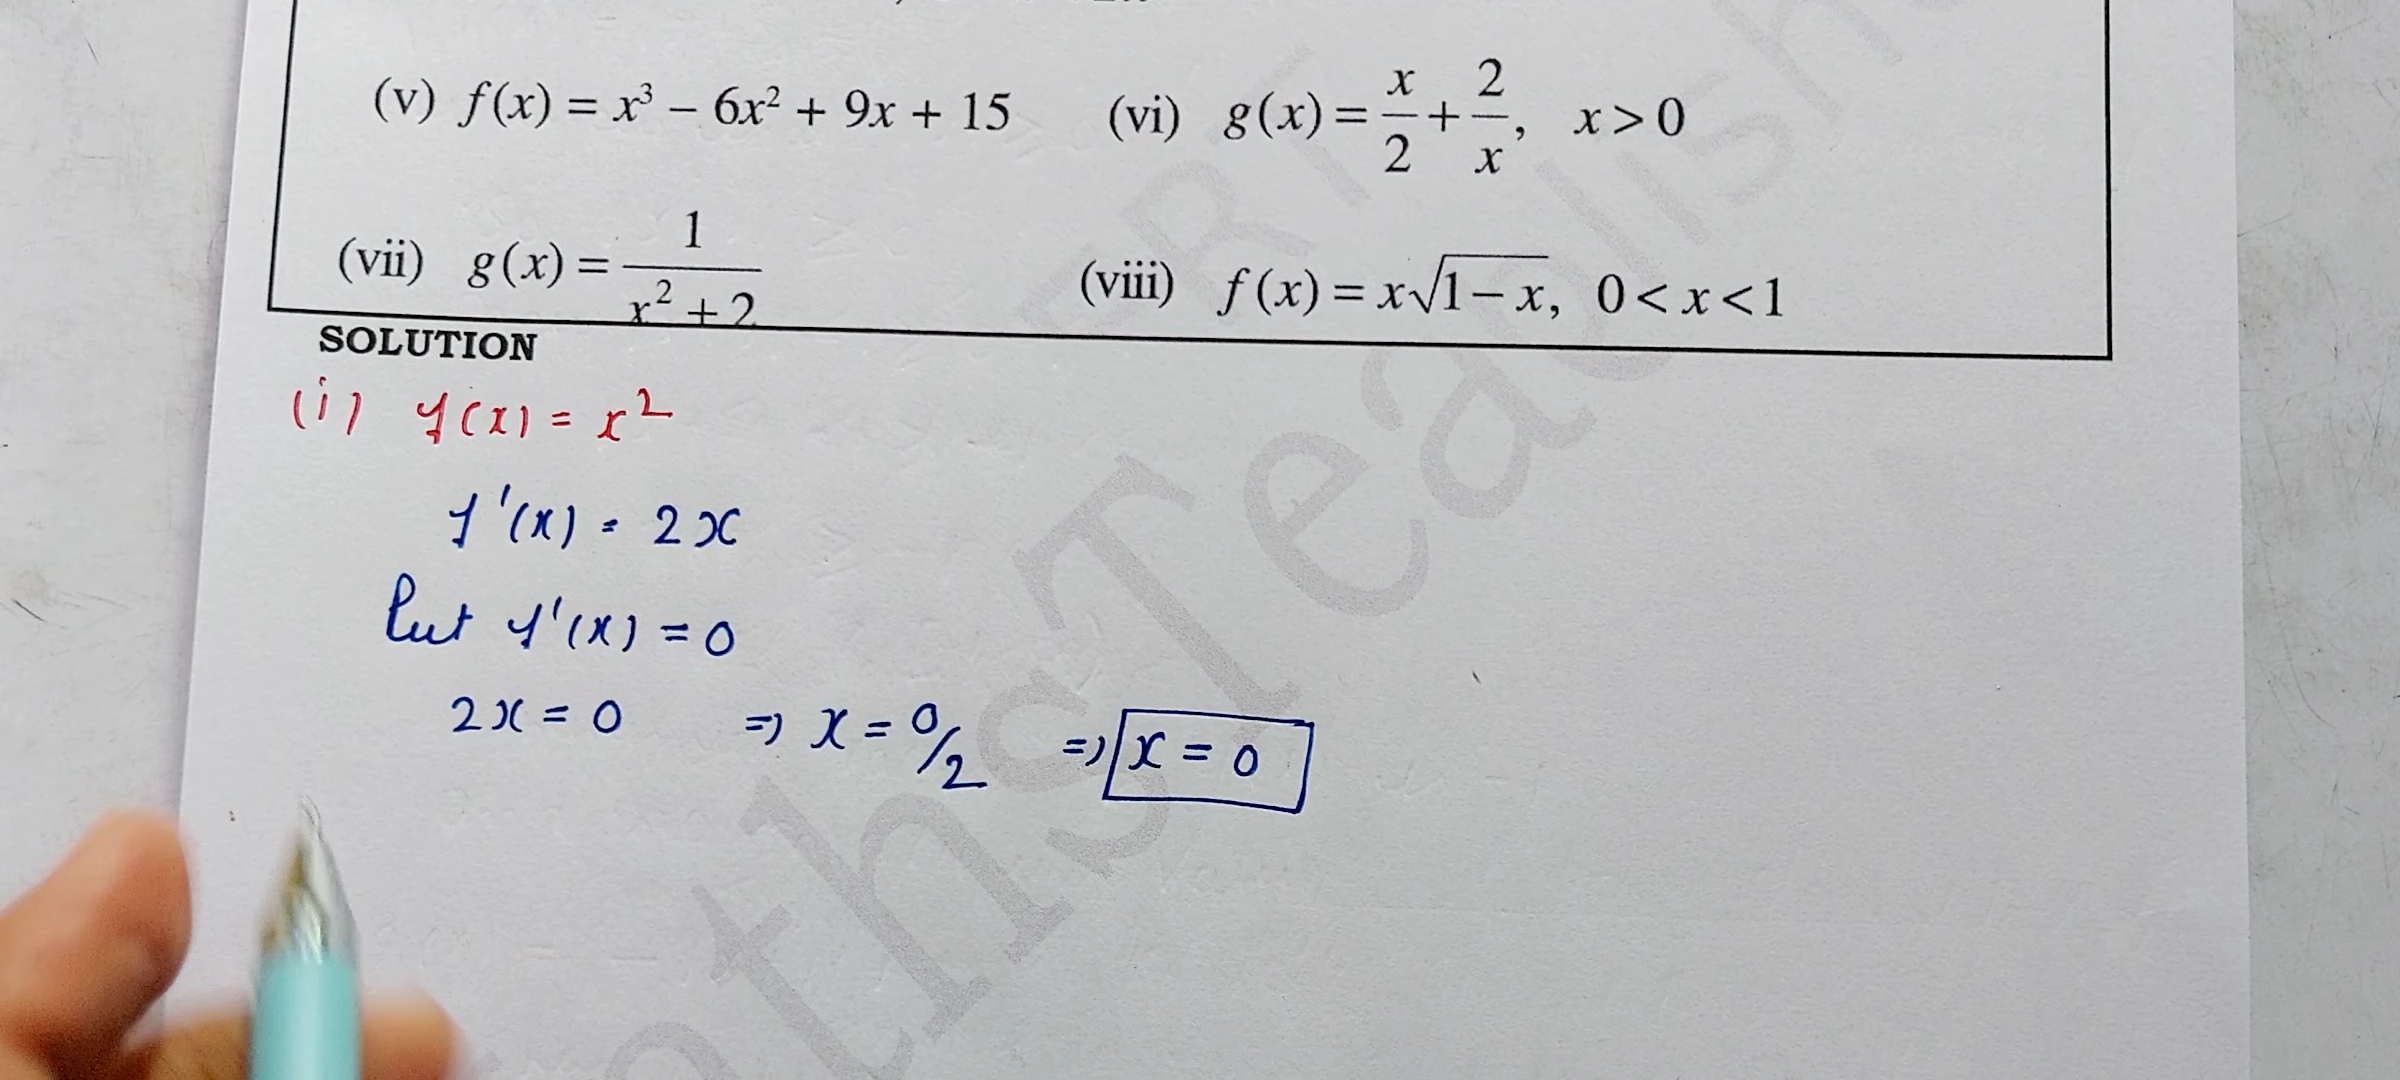 (v) f(x) = x³ – 6x² + 9x + 15 (vi) g(x) = x/2 + 2/x, x > 0
(vii) g(x) = 1/(x² + 2) (viii) f(x) = x√(1 – x), 0 < x < 1
SOLUTION
(i) f(x) = x²
f'(x) = 2x
Put f'(x) = 0
2x = 0 ⇒ x = 0/2 ⇒ x = 0